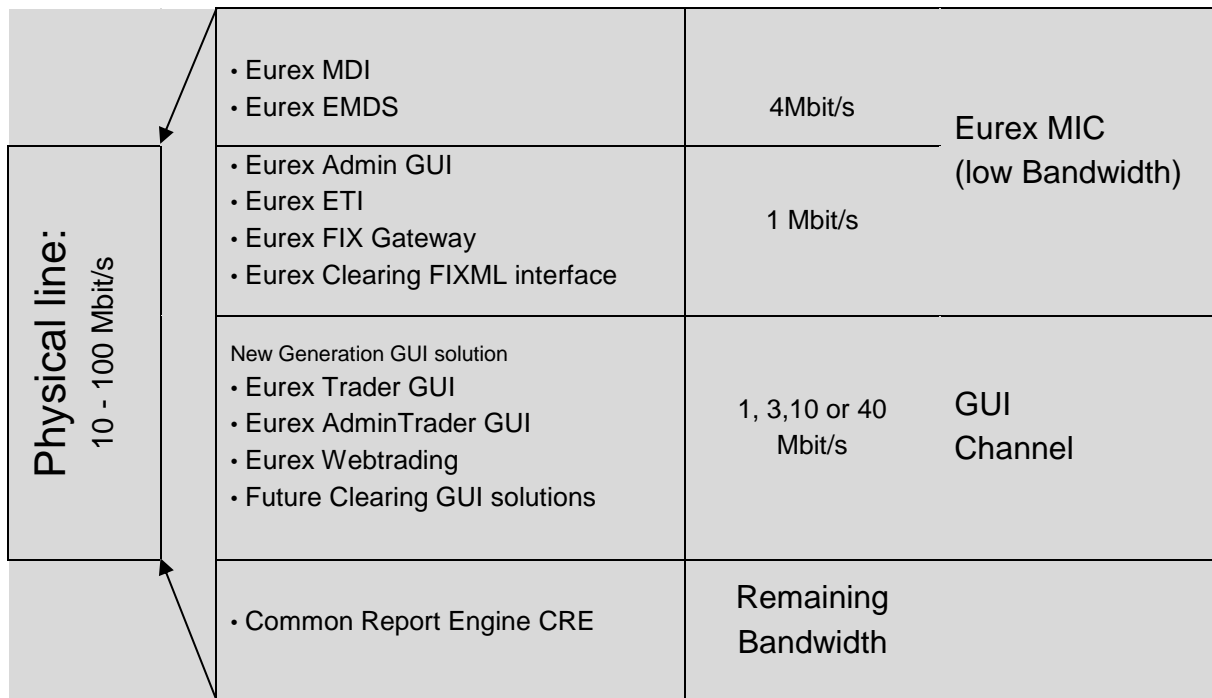 Physical line:
10 - 100 Mbit/s
• Eurex MDI
• Eurex EMDS
4Mbit/s
Eurex MIC
(low Bandwidth)
• Eurex Admin GUI
• Eurex ETI
• Eurex FIX Gateway
• Eurex Clearing FIXML interface
1 Mbit/s
New Generation GUI solution
• Eurex Trader GUI
• Eurex AdminTrader GUI
• Eurex Webtrading
• Future Clearing GUI solutions
1, 3,10 or 40
Mbit/s
GUI
Channel
• Common Report Engine CRE
Remaining
Bandwidth